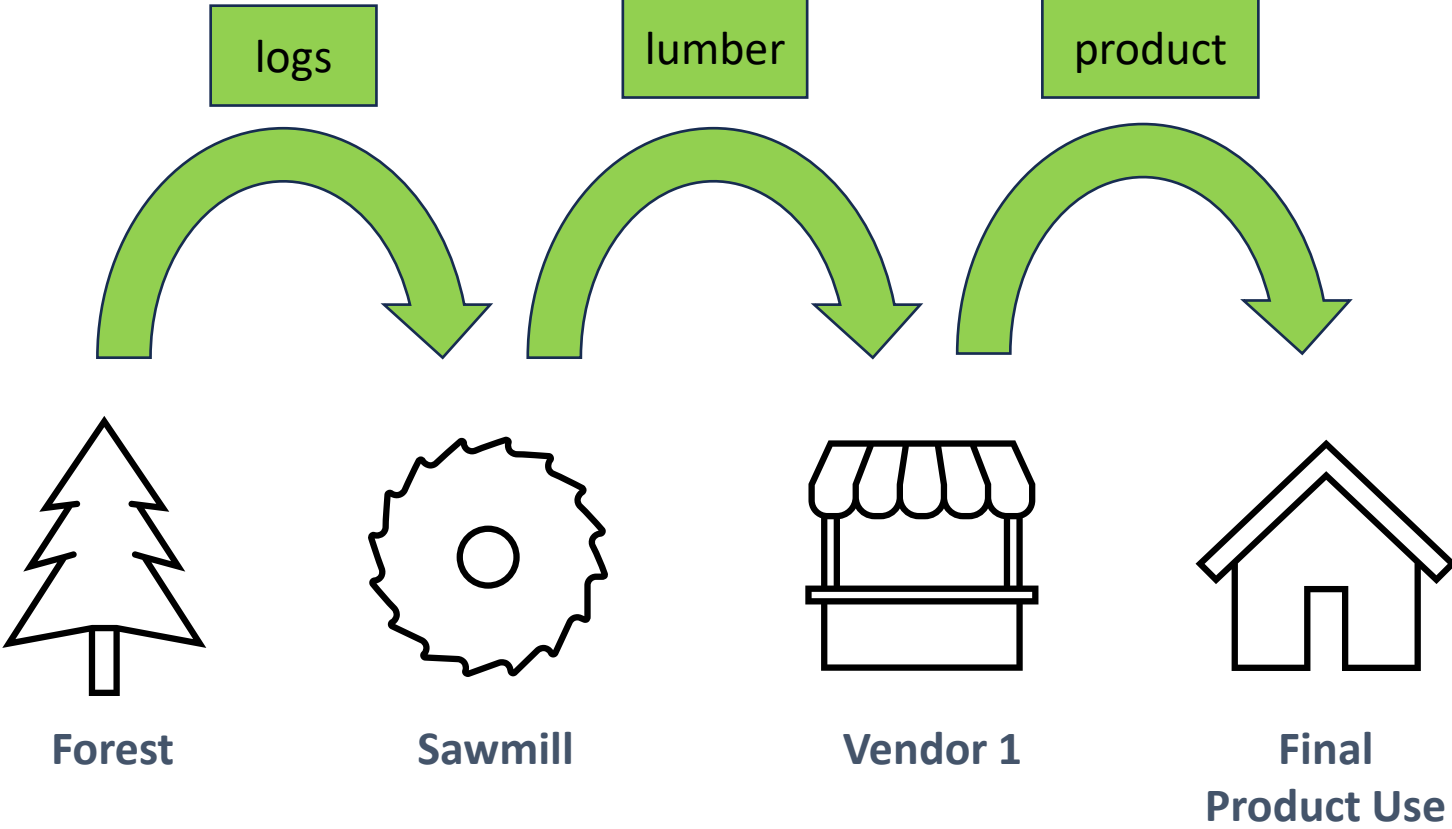 logs
lumber
product
Forest
Sawmill
Vendor 1
Final
Product Use